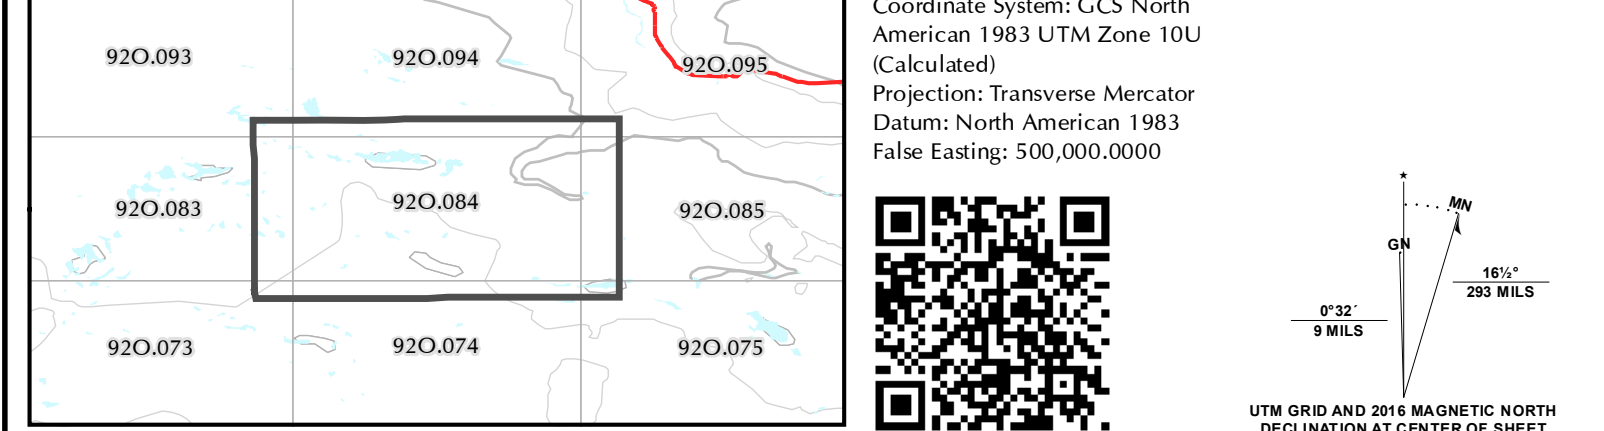 92O.093
92O.094
92O.095
92O.083
92O.084
92O.085
92O.073
92O.074
92O.075
Coordinate System: GCS North
American 1983 UTM Zone 10U
(Calculated)
Projection: Transverse Mercator
Datum: North American 1983
False Easting: 500,000.0000
MN
GN
16½°
293 MILS
0°32´
9 MILS
UTM GRID AND 2016 MAGNETIC NORTH
DECLINATION AT CENTER OF SHEET